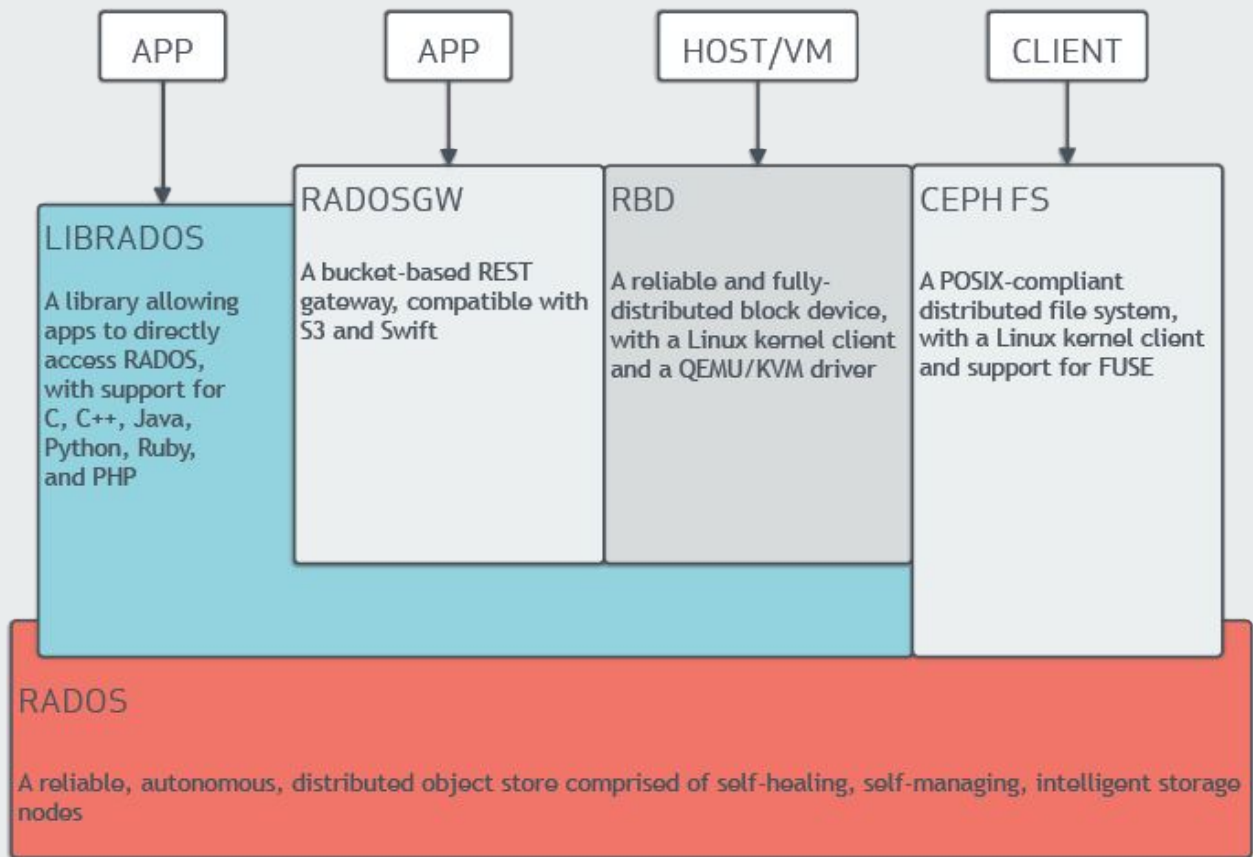 APP
APP
HOST/VM
CLIENT
LIBRADOS
A library allowing
apps to directly
access RADOS,
with support for
C, C++, Java,
Python, Ruby,
and PHP
RADOSGW
A bucket-based REST
gateway, compatible with
S3 and Swift
RBD
A reliable and fully-
distributed block device,
with a Linux kernel client
and a QEMU/KVM driver
CEPH FS
A POSIX-compliant
distributed file system,
with a Linux kernel client
and support for FUSE
RADOS
A reliable, autonomous, distributed object store comprised of self-healing, self-managing, intelligent storage
nodes